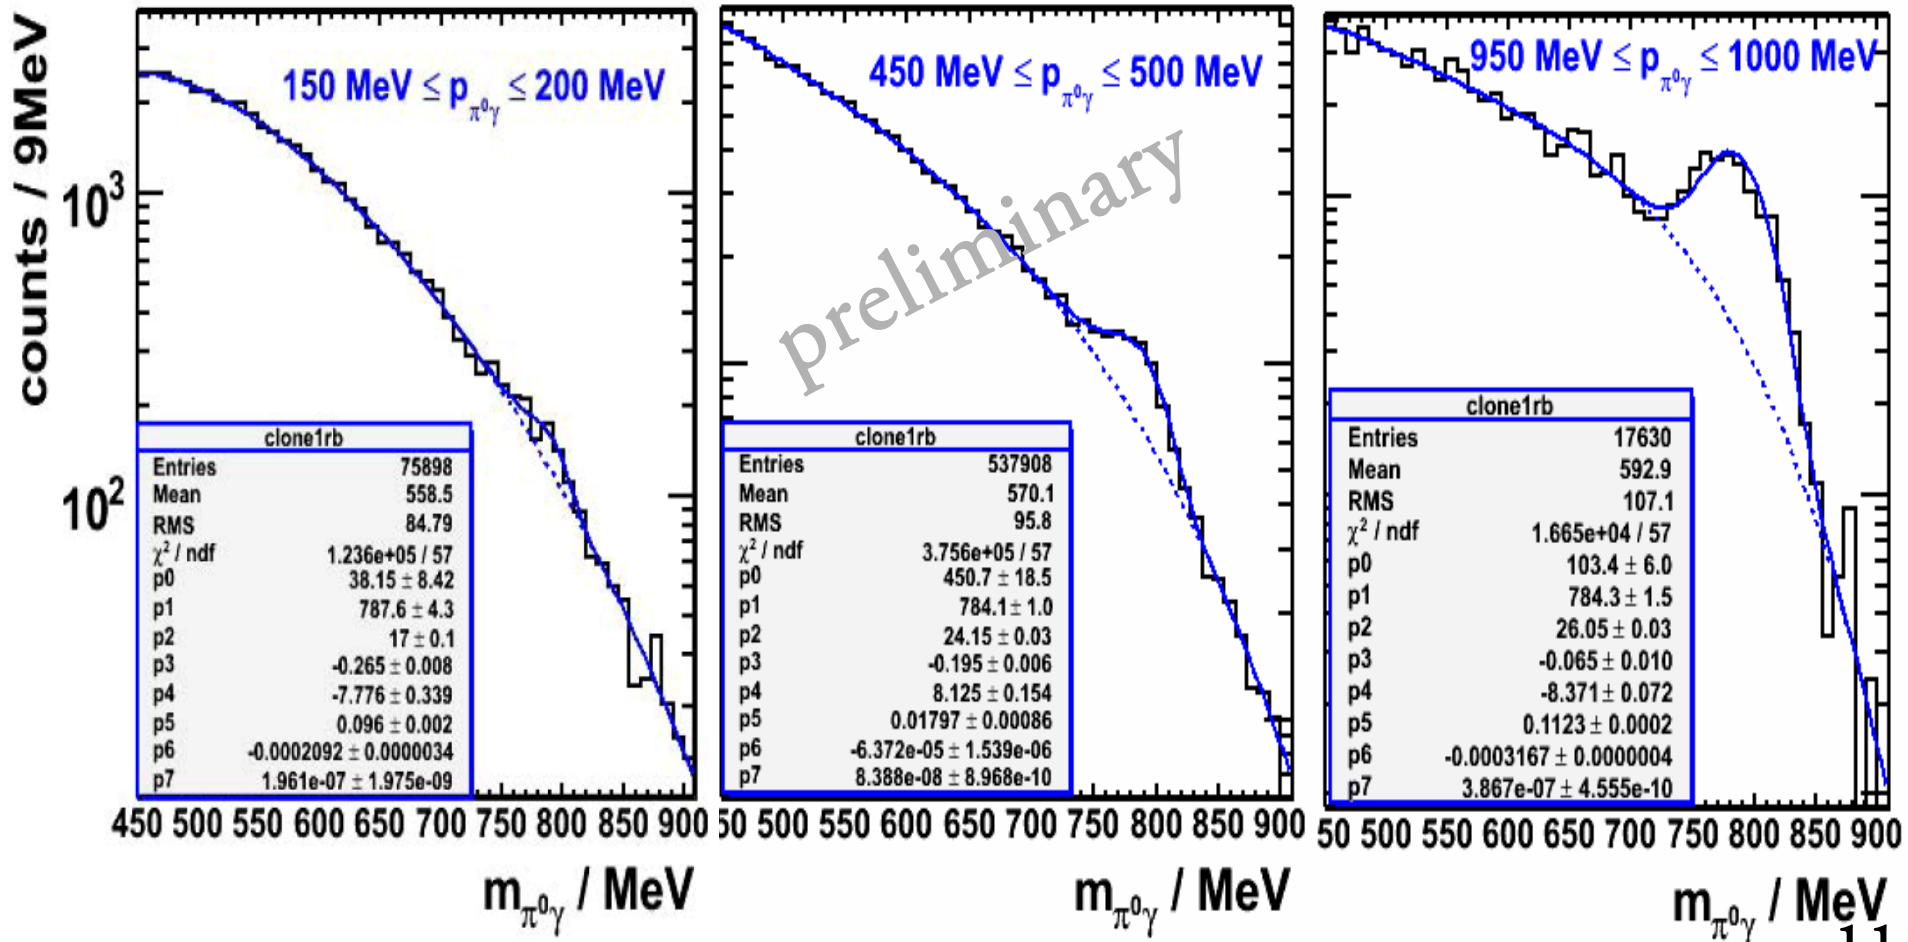 counts / 9MeV
10³
10²
150 MeV ≤ p_π⁰γ ≤ 200 MeV
clone1rb
Entries 75898
Mean 558.5
RMS 84.79
χ² / ndf 1.236e+05 / 57
p0 38.15 ± 8.42
p1 787.6 ± 4.3
p2 17 ± 0.1
p3 -0.265 ± 0.008
p4 -7.776 ± 0.339
p5 0.096 ± 0.002
p6 -0.0002092 ± 0.0000034
p7 1.961e-07 ± 1.975e-09
450 500 550 600 650 700 750 800 850 900
m_π⁰γ / MeV
450 MeV ≤ p_π⁰γ ≤ 500 MeV
preliminary
clone1rb
Entries 537908
Mean 570.1
RMS 95.8
χ² / ndf 3.756e+05 / 57
p0 450.7 ± 18.5
p1 784.1 ± 1.0
p2 24.15 ± 0.03
p3 -0.195 ± 0.006
p4 8.125 ± 0.154
p5 0.01797 ± 0.00086
p6 -6.372e-05 ± 1.539e-06
p7 8.388e-08 ± 8.968e-10
50 500 550 600 650 700 750 800 850 900
m_π⁰γ / MeV
950 MeV ≤ p_π⁰γ ≤ 1000 MeV
clone1rb
Entries 17630
Mean 592.9
RMS 107.1
χ² / ndf 1.665e+04 / 57
p0 103.4 ± 6.0
p1 784.3 ± 1.5
p2 26.05 ± 0.03
p3 -0.065 ± 0.010
p4 -8.371 ± 0.072
p5 0.1123 ± 0.0002
p6 -0.0003167 ± 0.0000004
p7 3.867e-07 ± 4.555e-10
50 500 550 600 650 700 750 800 850 900
m_π⁰γ / MeV